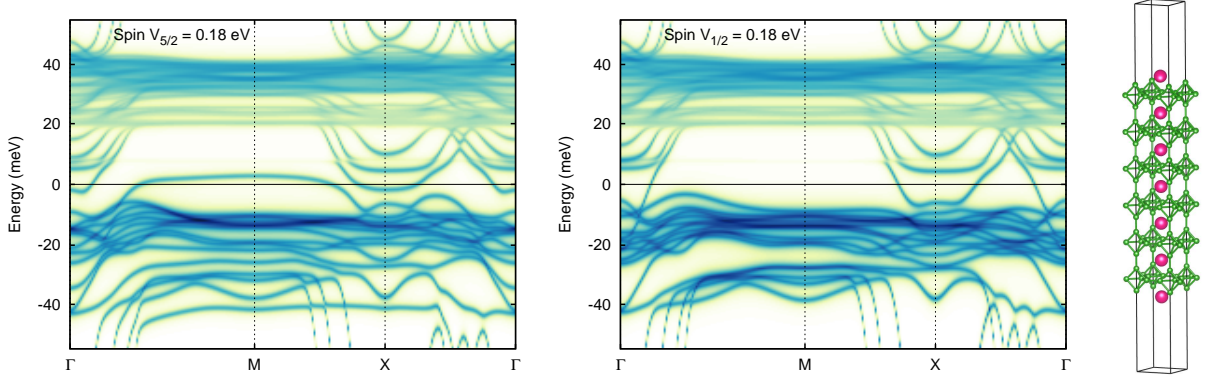 Spin V5/2 = 0.18 eV
Energy (meV)
40
20
0
-20
-40
Γ
M
X
Γ
Spin V1/2 = 0.18 eV
Energy (meV)
40
20
0
-20
-40
Γ
M
X
Γ